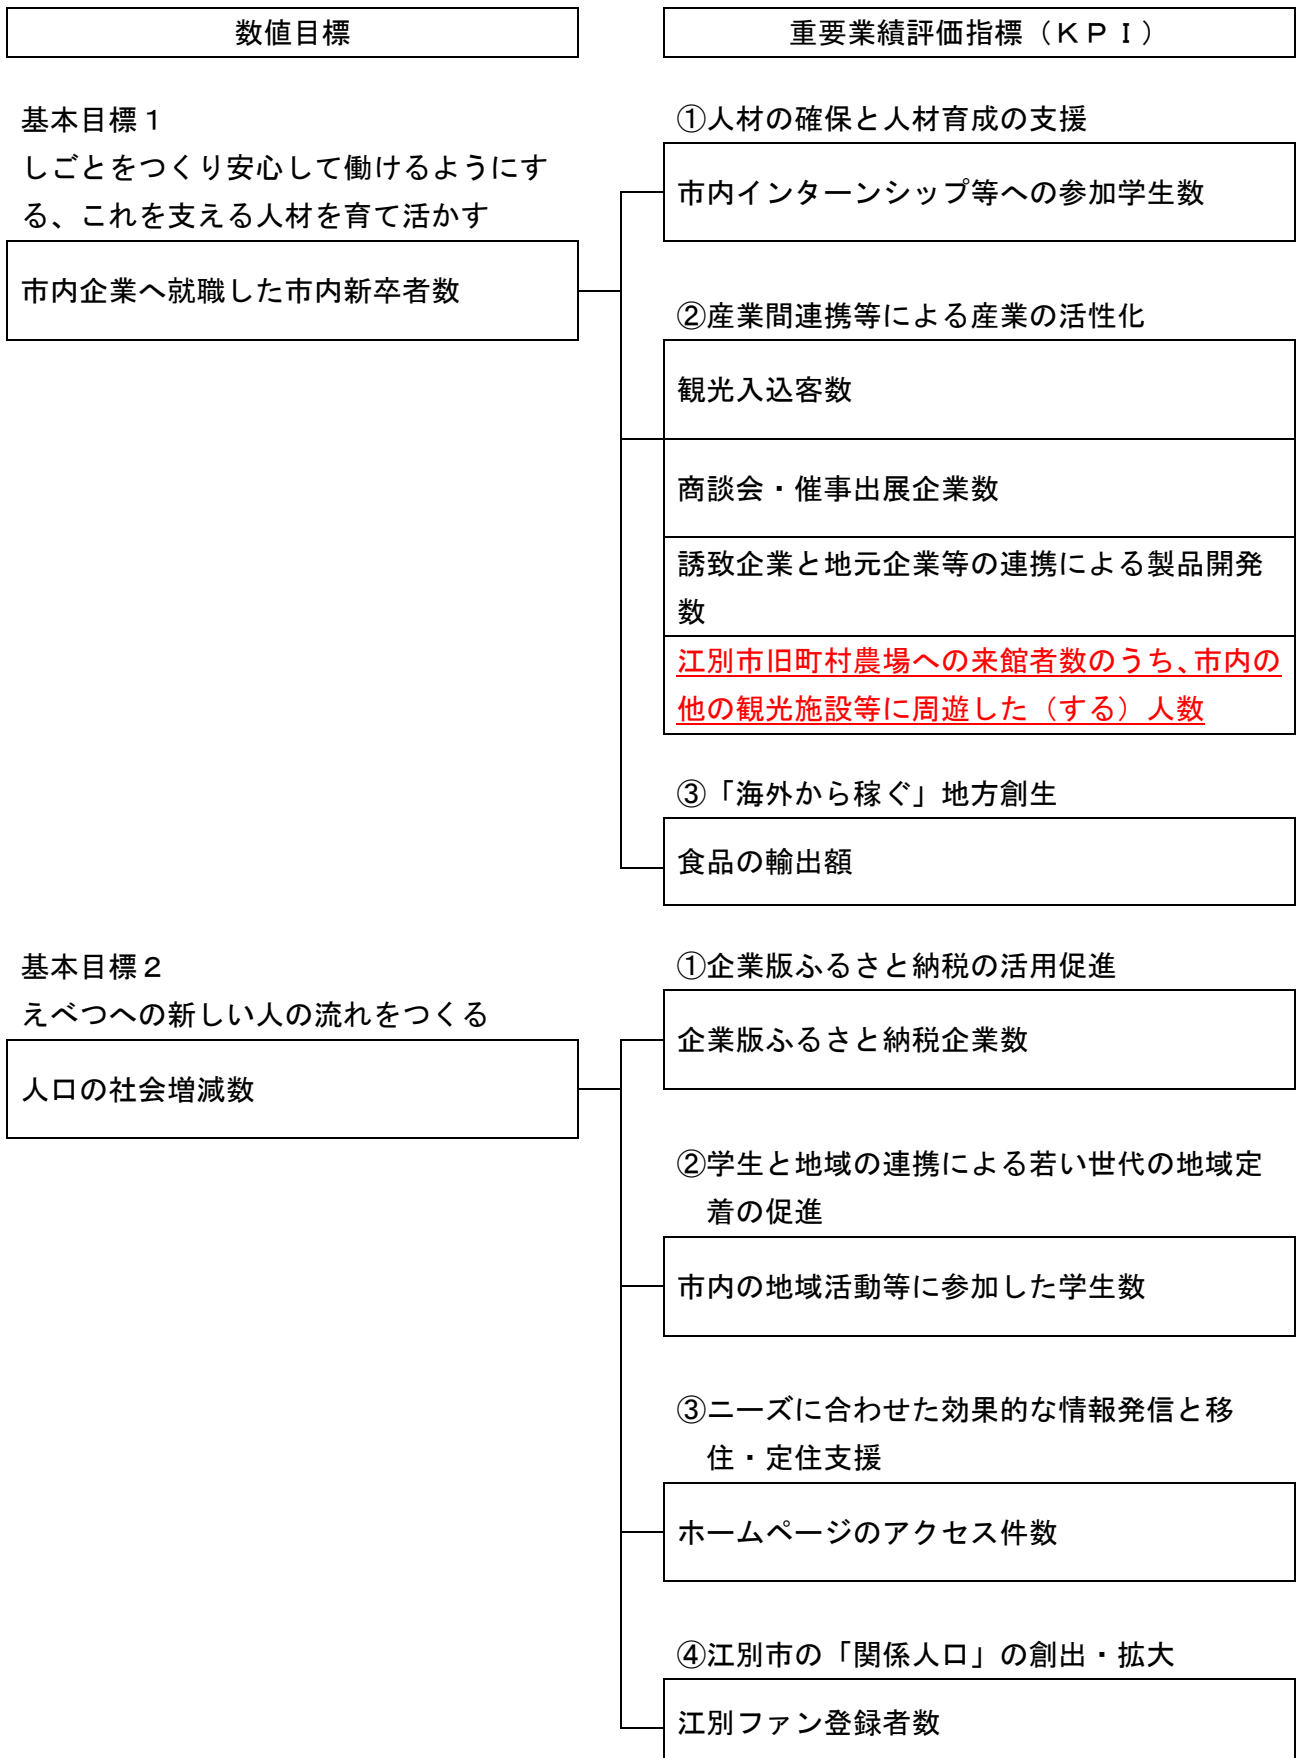 数値目標
重要業績評価指標（ＫＰＩ）
基本目標１
しごとをつくり安心して働けるようにす
る、これを支える人材を育て活かす
市内企業へ就職した市内新卒者数
①人材の確保と人材育成の支援
市内インターンシップ等への参加学生数
②産業間連携等による産業の活性化
観光入込客数
商談会・催事出展企業数
誘致企業と地元企業等の連携による製品開発
数
江別市旧町村農場への来館者数のうち、市内の
他の観光施設等に周遊した（する）人数
③「海外から稼ぐ」地方創生
食品の輸出額
基本目標２
えべつへの新しい人の流れをつくる
人口の社会増減数
①企業版ふるさと納税の活用促進
企業版ふるさと納税企業数
②学生と地域の連携による若い世代の地域定
着の促進
市内の地域活動等に参加した学生数
③ニーズに合わせた効果的な情報発信と移
住・定住支援
ホームページのアクセス件数
④江別市の「関係人口」の創出・拡大
江別ファン登録者数